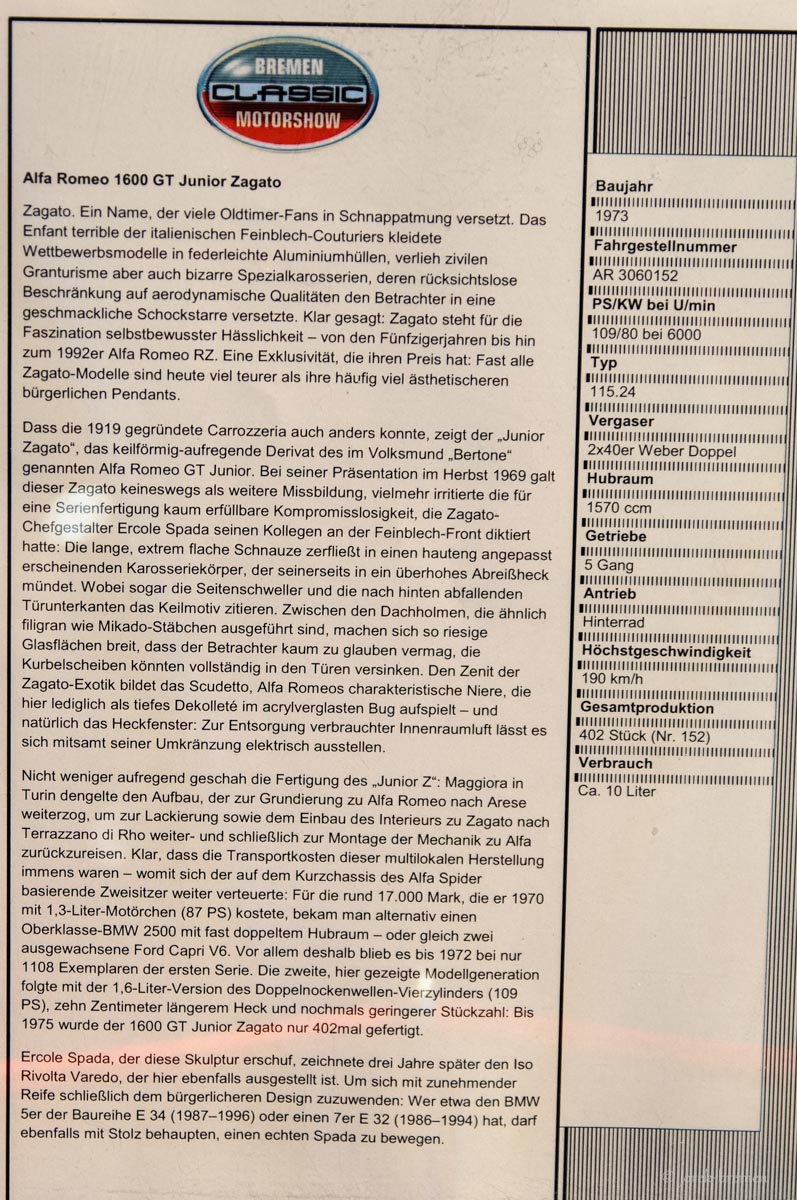 BREMEN
CLASSIC
MOTORSHOW
Alfa Romeo 1600 GT Junior Zagato
Zagato. Ein Name, der viele Oldtimer-Fans in Schnappatmung versetzt. Das
Enfant terrible der italienischen Feinblech-Couturiers kleidete
Wettbewerbsmodelle in federleichte Aluminiumhüllen, verlieh zivilen
Granturisme aber auch bizarre Spezialkarosserien, deren rücksichtslose
Beschränkung auf aerodynamische Qualitäten den Betrachter in eine
geschmackliche Schockstarre versetzte. Klar gesagt: Zagato steht für die
Faszination selbstbewusster Hässlichkeit – von den Fünfzigerjahren bis hin
zum 1992er Alfa Romeo RZ. Eine Exklusivität, die ihren Preis hat: Fast alle
Zagato-Modelle sind heute viel teurer als ihre häufig viel ästhetischeren
bürgerlichen Pendants.
Dass die 1919 gegründete Carrozzeria auch anders konnte, zeigt der „Junior
Zagato“, das keilförmig-aufregende Derivat des im Volksmund „Bertone“
genannten Alfa Romeo GT Junior. Bei seiner Präsentation im Herbst 1969 galt
dieser Zagato keineswegs als weitere Missbildung, vielmehr irritierte die für
eine Serienfertigung kaum erfüllbare Kompromisslosigkeit, die Zagato-
Chefgestalter Ercole Spada seinen Kollegen an der Feinblech-Front diktiert
hatte: Die lange, extrem flache Schnauze zerfließt in einen hauteng angepasst
erscheinenden Karosseriekörper, der seinerseits in ein überhohes Abreißheck
mündet. Wobei sogar die Seitenschweller und die nach hinten abfallenden
Türunterkanten das Keilmotiv zitieren. Zwischen den Dachholmen, die ähnlich
filigran wie Mikado-Stäbchen ausgeführt sind, machen sich so riesige
Glasflächen breit, dass der Betrachter kaum zu glauben vermag, die
Kurbelscheiben könnten vollständig in den Türen versinken. Den Zenit der
Zagato-Exotik bildet das Scudetto, Alfa Romeos charakteristische Niere, die
hier lediglich als tiefes Dekolleté im acrylverglasten Bug aufspielt – und
natürlich das Heckfenster: Zur Entsorgung verbrauchter Innenraumluft lässt es
sich mitsamt seiner Umkränzung elektrisch ausstellen.
Nicht weniger aufregend geschah die Fertigung des „Junior Z“: Maggiora in
Turin dengelte den Aufbau, der zur Grundierung zu Alfa Romeo nach Arese
weiterzog, um zur Lackierung sowie dem Einbau des Interieurs zu Zagato nach
Terrazzano di Rho weiter- und schließlich zur Montage der Mechanik zu Alfa
zurückzureisen. Klar, dass die Transportkosten dieser multilokalen Herstellung
immens waren – womit sich der auf dem Kurzchassis des Alfa Spider
basierende Zweisitzer weiter verteuerte: Für die rund 17.000 Mark, die er 1970
mit 1,3-Liter-Motörchen (87 PS) kostete, bekam man alternativ einen
Oberklasse-BMW 2500 mit fast doppeltem Hubraum – oder gleich zwei
ausgewachsene Ford Capri V6. Vor allem deshalb blieb es bis 1972 bei nur
1108 Exemplaren der ersten Serie. Die zweite, hier gezeigte Modellgeneration
folgte mit der 1,6-Liter-Version des Doppelnockenwellen-Vierzylinders (109
PS), zehn Zentimeter längerem Heck und nochmals geringerer Stückzahl: Bis
1975 wurde der 1600 GT Junior Zagato nur 402mal gefertigt.
Ercole Spada, der diese Skulptur erschuf, zeichnete drei Jahre später den Iso
Rivolta Varedo, der hier ebenfalls ausgestellt ist. Um sich mit zunehmender
Reife schließlich dem bürgerlicheren Design zuzuwenden: Wer etwa den BMW
5er der Baureihe E 34 (1987–1996) oder einen 7er E 32 (1986–1994) hat, darf
ebenfalls mit Stolz behaupten, einen echten Spada zu bewegen.
Baujahr
1973
Fahrgestellnummer
AR 3060152
PS/KW bei U/min
109/80 bei 6000
Typ
115.24
Vergaser
2x40er Weber Doppel
Hubraum
1570 ccm
Getriebe
5 Gang
Antrieb
Hinterrad
Höchstgeschwindigkeit
190 km/h
Gesamtproduktion
402 Stück (Nr. 152)
Verbrauch
Ca. 10 Liter